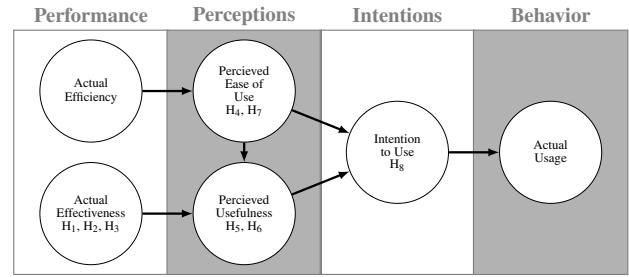 Performance
Perceptions
Intentions
Behavior
Actual
Efficiency
Percieved
Ease of
Use
H4, H7
Intention
to Use
H8
Actual
Usage
Actual
Effectiveness
H1, H2, H3
Percieved
Usefulness
H5, H6